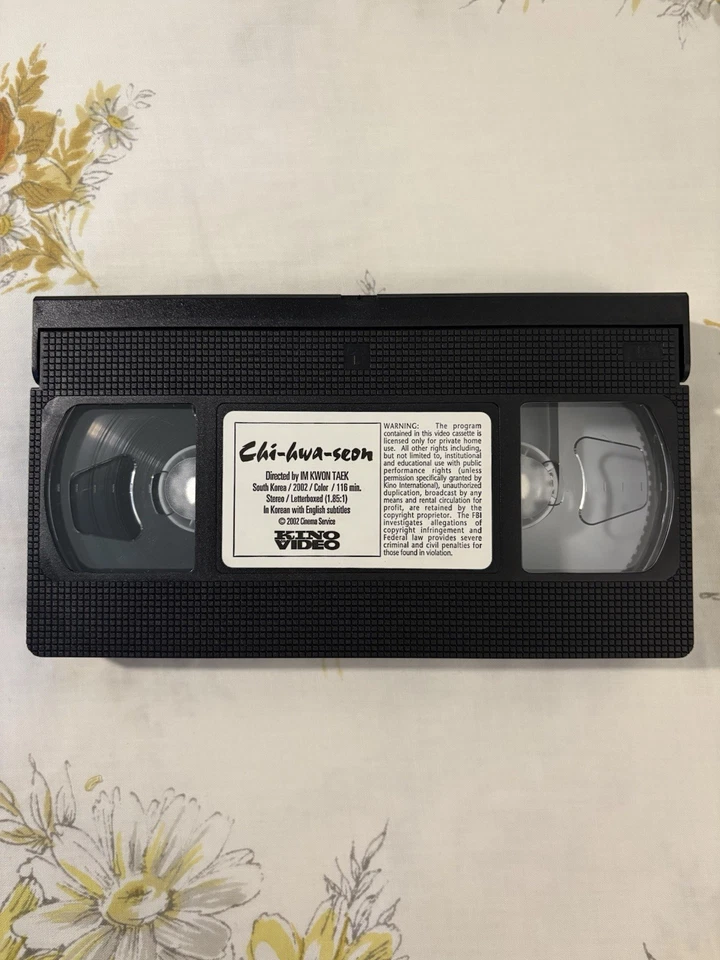 Chi-hwa-seon
Directed by IM KWON TAEK
South Korea / 2002 / Color / 116 min.
Stereo / Letterboxed (1.85:1)
In Korean with English subtitles
© 2002 Cinema Service
KINO
VIDEO
WARNING: The program
contained in this video cassette is
licensed only for private home
use. All other rights including,
but not limited to, institutional
and educational use with public
performance rights (unless
permission specifically granted by
Kino International), unauthorized
duplication, broadcast by any
means and rental circulation for
profit, are retained by the
copyright proprietor. The FBI
investigates allegations of
copyright infringement and
Federal law provides severe
criminal and civil penalties for
those found in violation.